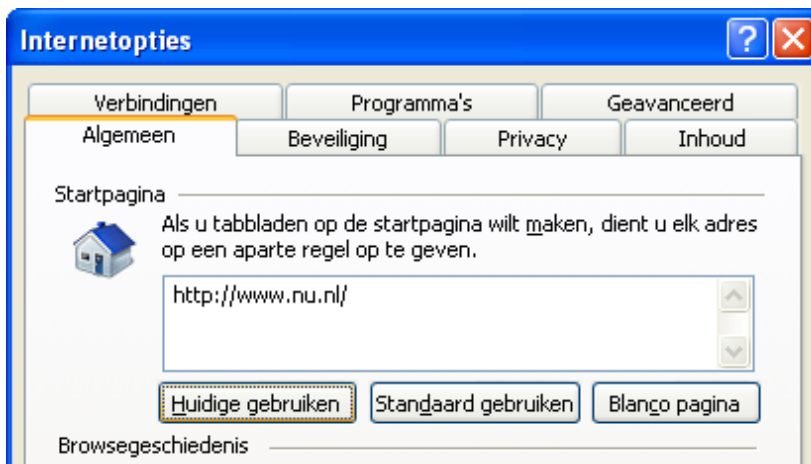 Internetopties
Verbindingen Programma's Geavanceerd
Algemeen Beveiliging Privacy Inhoud
Startpagina
Als u tabbladen op de startpagina wilt maken, dient u elk adres
op een aparte regel op te geven.
http://www.nu.nl/
Huidige gebruiken Standaard gebruiken Blanco pagina
Browsegeschiedenis